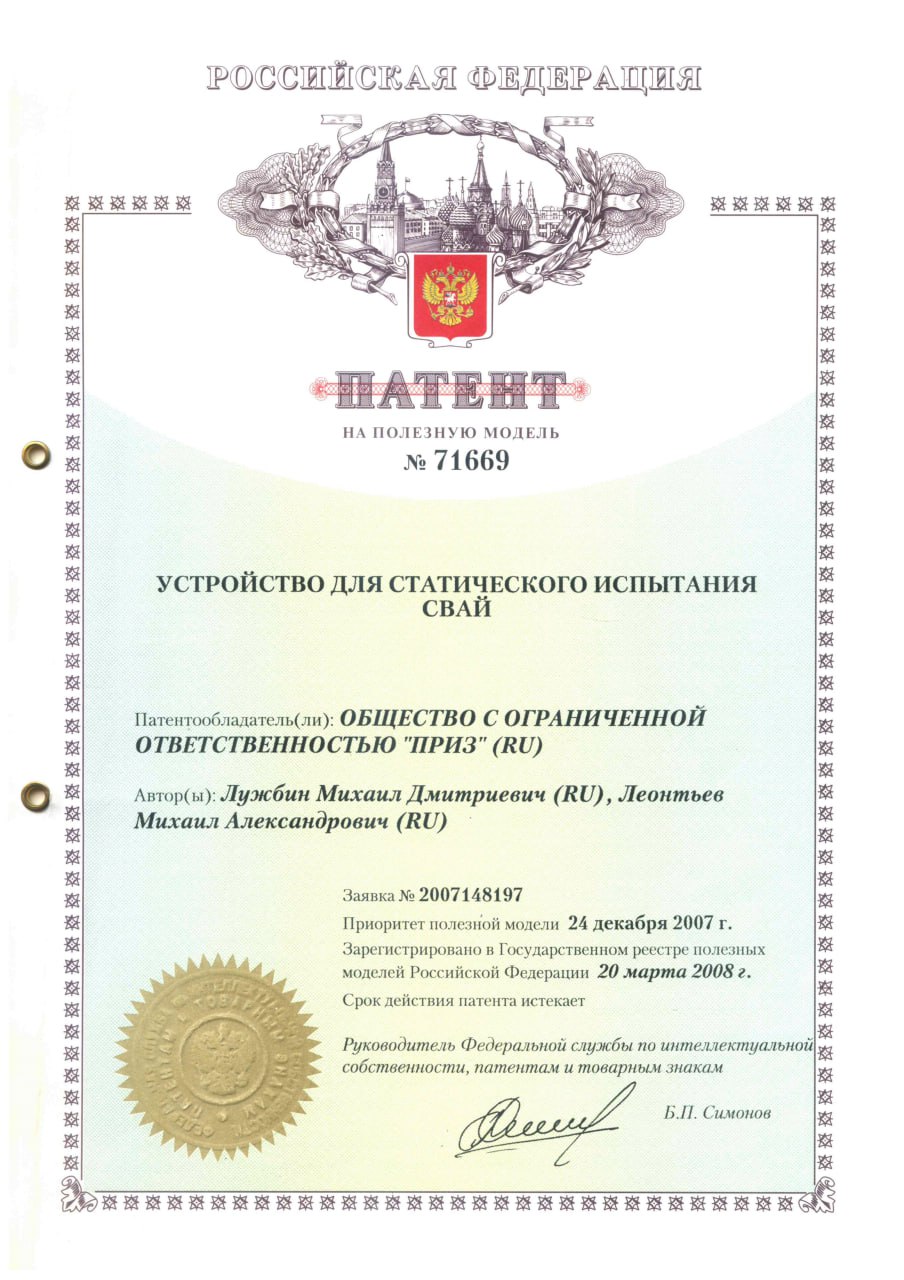 РОССИЙСКАЯ ФЕДЕРАЦИЯ
ПАТЕНТ
НА ПОЛЕЗНУЮ МОДЕЛЬ
№ 71669
УСТРОЙСТВО ДЛЯ СТАТИЧЕСКОГО ИСПЫТАНИЯ
СВАЙ
Патентообладатель(ли): ОБЩЕСТВО С ОГРАНИЧЕННОЙ
ОТВЕТСТВЕННОСТЬЮ "ПРИЗ" (RU)
Автор(ы): Лужбин Михаил Дмитриевич (RU), Леонтьев
Михаил Александрович (RU)
Заявка № 2007148197
Приоритет полезной модели 24 декабря 2007 г.
Зарегистрировано в Государственном реестре полезных
моделей Российской Федерации 20 марта 2008 г.
Срок действия патента истекает
Руководитель Федеральной службы по интеллектуальной
собственности, патентам и товарным знакам
Б.П. Симонов